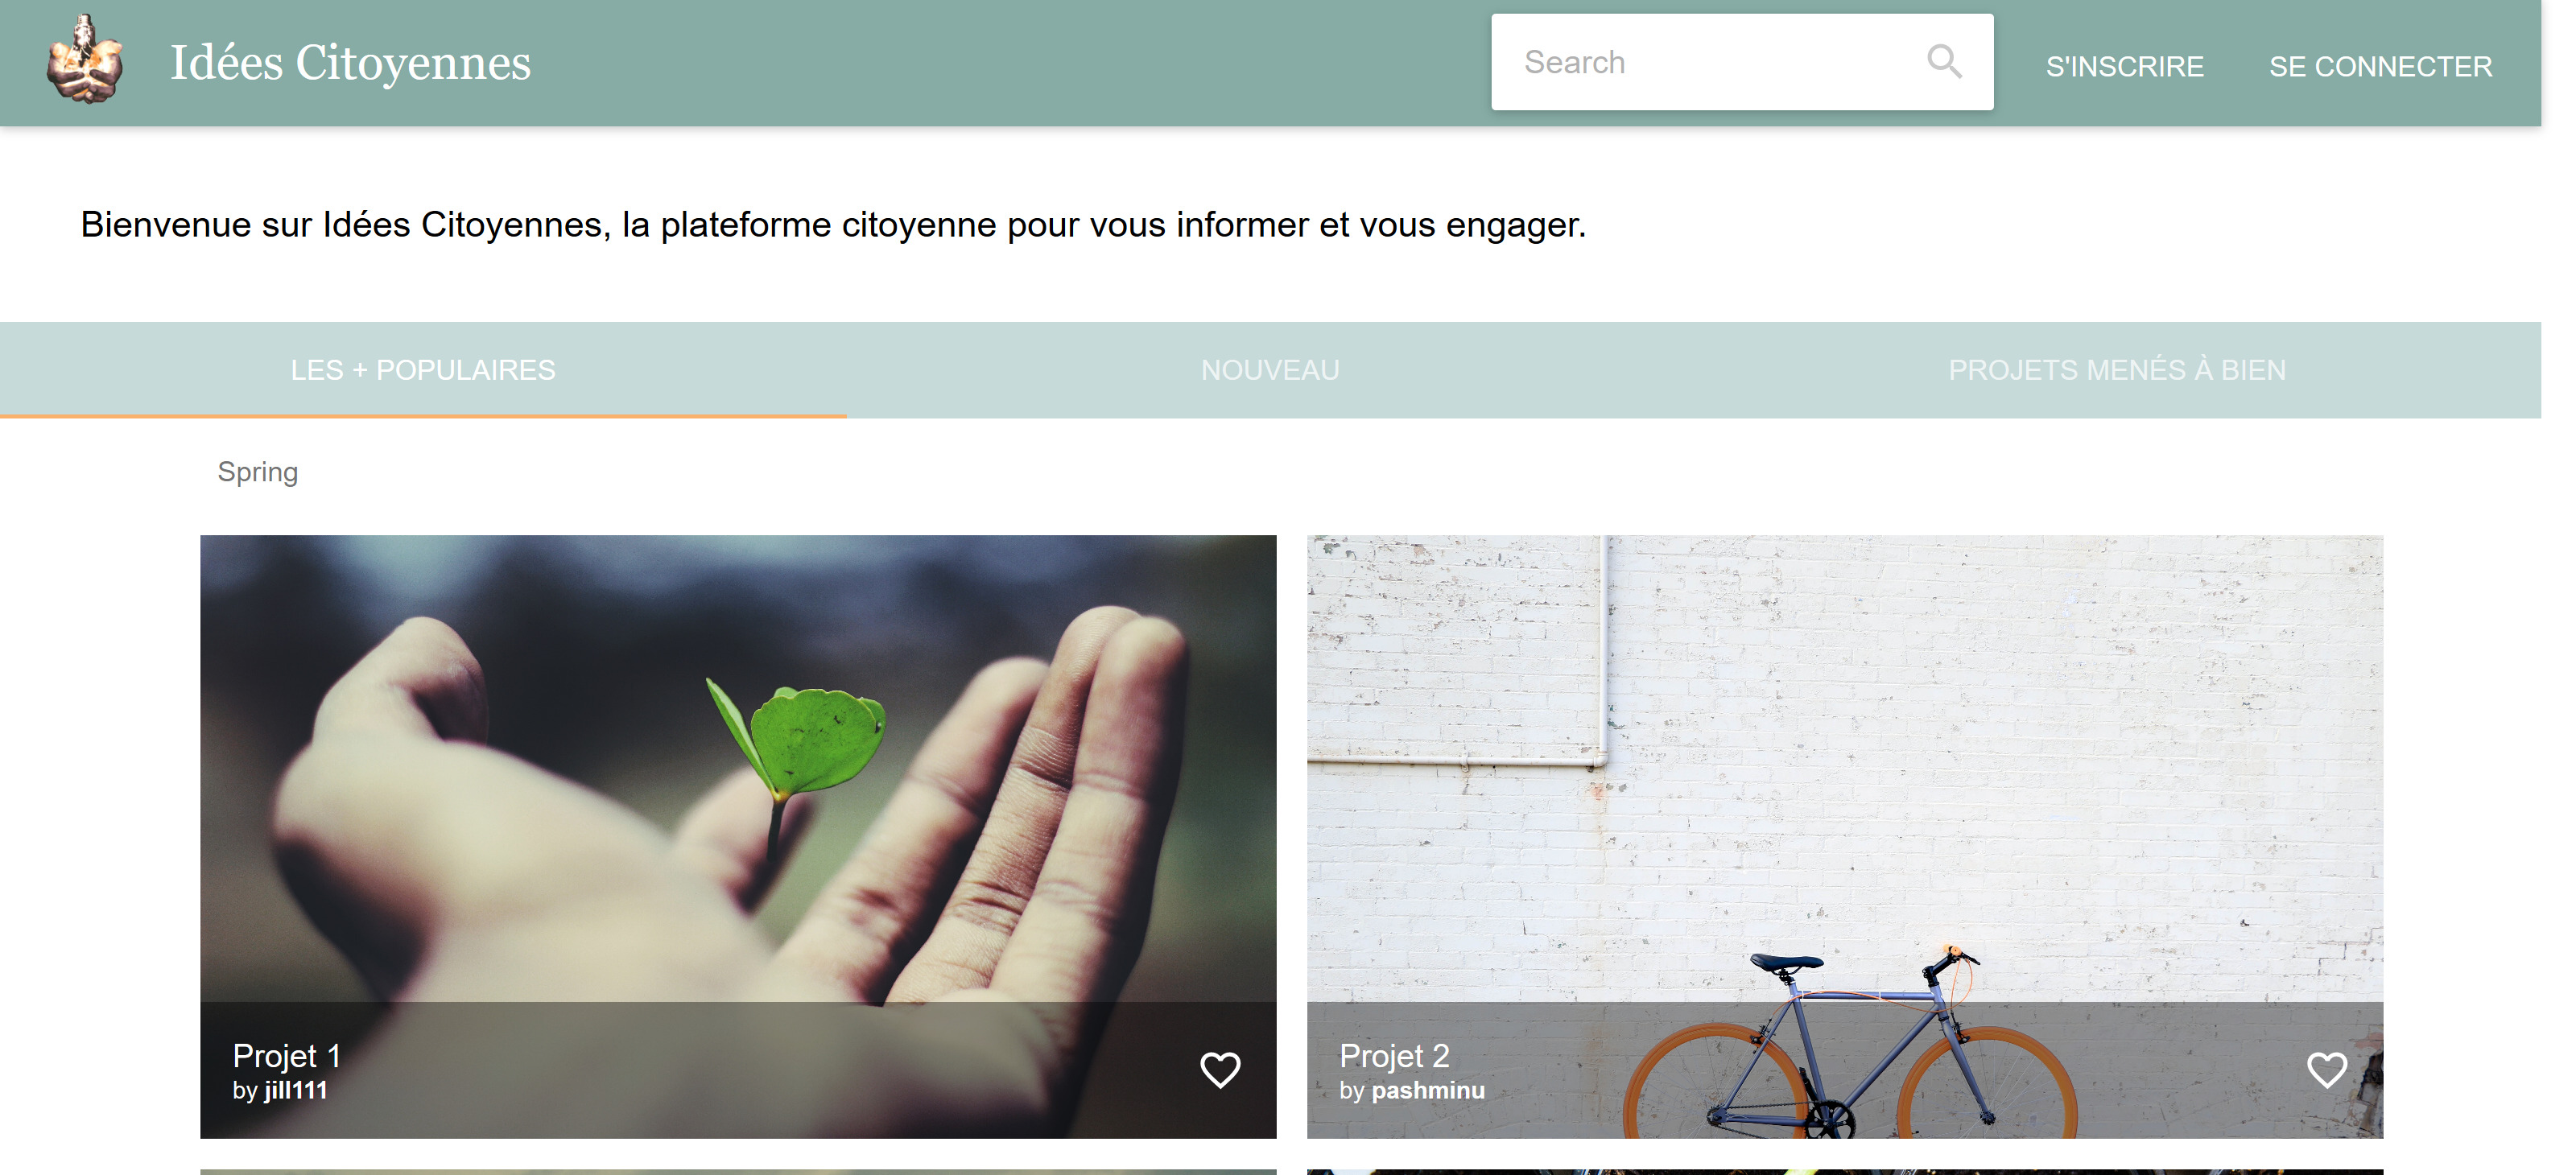 Idées Citoyennes
Search
S'INSCRIRE
SE CONNECTER
Bienvenue sur Idées Citoyennes, la plateforme citoyenne pour vous informer et vous engager.
LES + POPULAIRES
NOUVEAU
PROJETS MENÉS À BIEN
Spring
Projet 1
by jill111
Projet 2
by pashminu